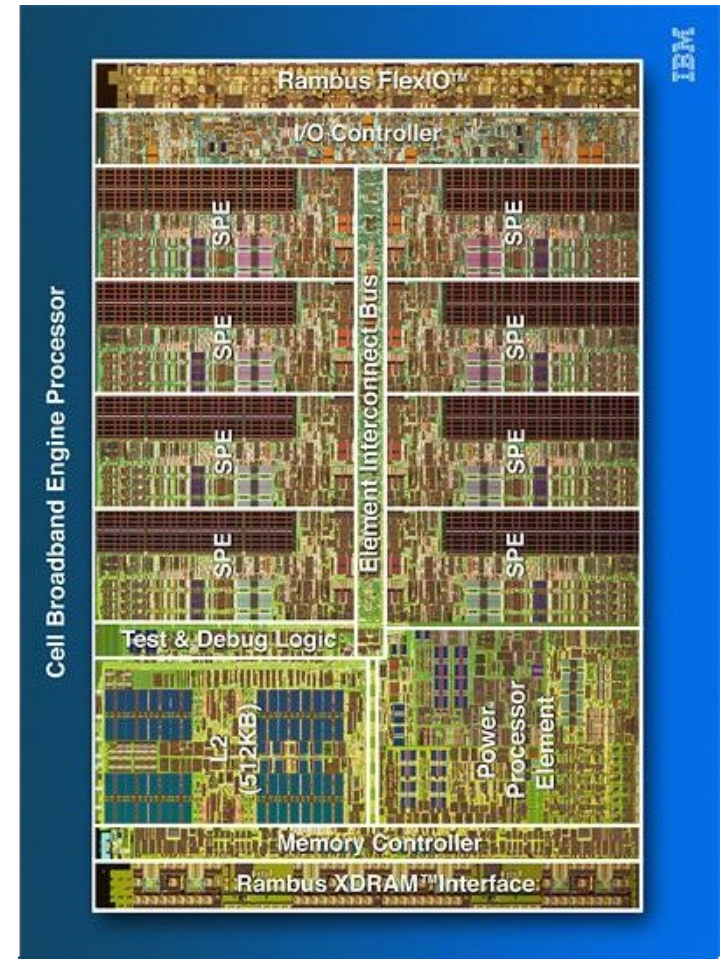 IBM
Cell Broadband Engine Processor
Rambus FlexIO™
I/O Controller
SPE
SPE
SPE
SPE
SPE
SPE
SPE
SPE
Element Interconnect Bus
Test & Debug Logic
L2
(512KB)
Power
Processor
Element
Memory Controller
Rambus XDRAM™Interface